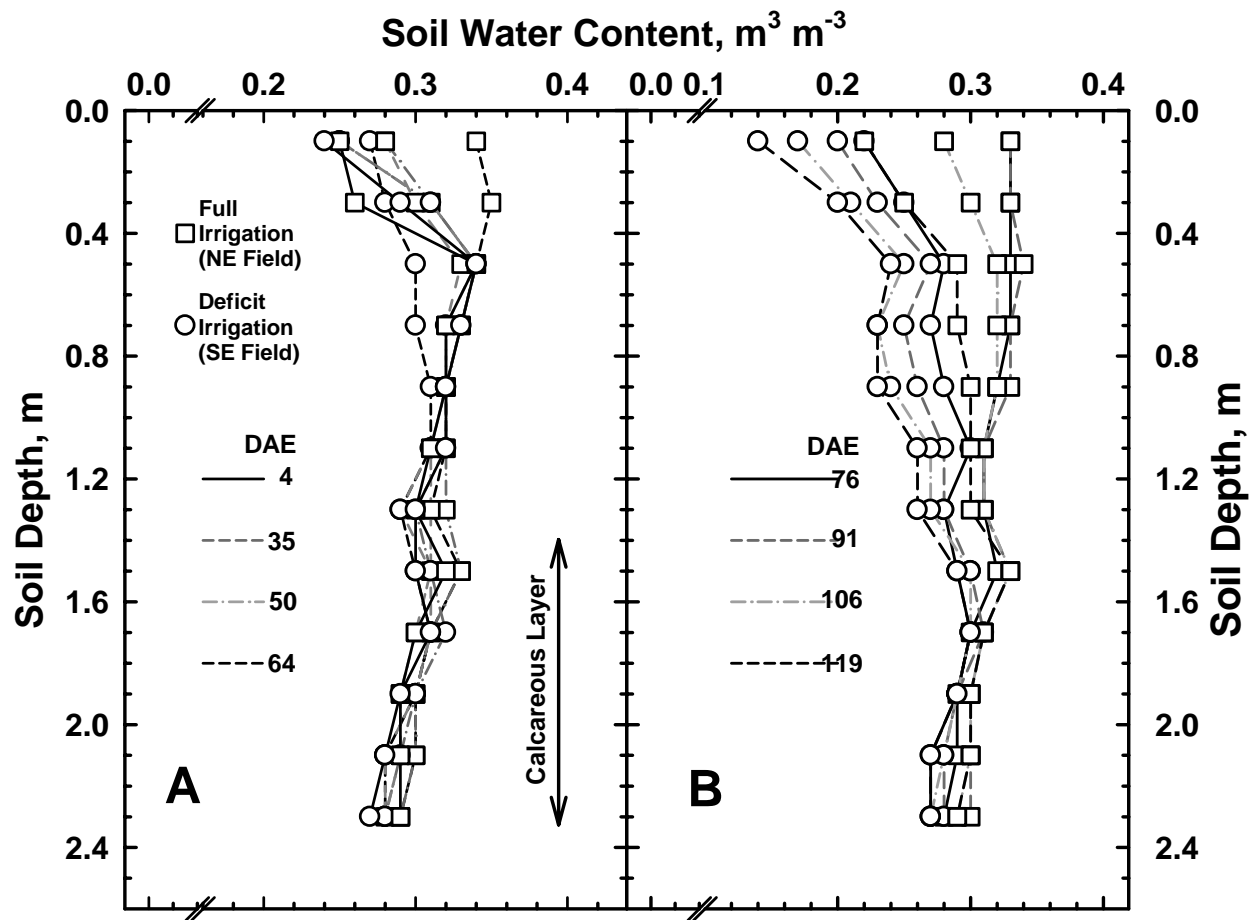 Soil Water Content, m³ m⁻³
0.0 0.2 0.3 0.4 0.0 0.1 0.2 0.3 0.4
0.0
0.4
0.8
1.2
1.6
2.0
2.4
Soil Depth, m
Full
Irrigation
(NE Field)
Deficit
Irrigation
(SE Field)
DAE
4
35
50
64
Calcareous Layer
A
DAE
76
91
106
119
B
0.0
0.4
0.8
1.2
1.6
2.0
2.4
Soil Depth, m